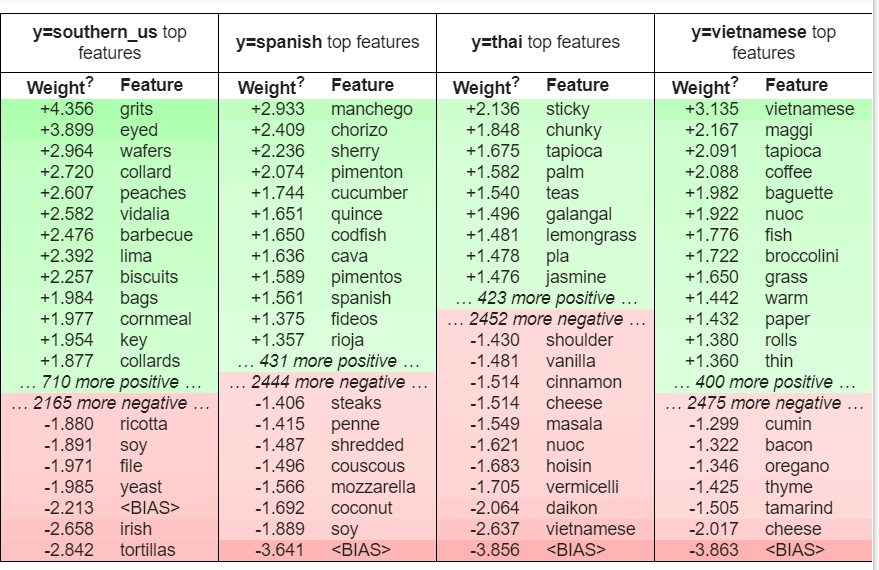 y=southern_us top features y=spanish top features y=thai top features y=vietnamese top features
Weight? Feature Weight? Feature Weight? Feature Weight? Feature
+4.356 grits +2.933 manchego +2.136 sticky +3.135 vietnamese
+3.899 eyed +2.409 chorizo +1.848 chunky +2.167 maggi
+2.964 wafers +2.236 sherry +1.675 tapioca +2.091 tapioca
+2.720 collard +2.074 pimenton +1.582 palm +2.088 coffee
+2.607 peaches +1.744 cucumber +1.540 teas +1.982 baguette
+2.582 vidalia +1.651 quince +1.496 galangal +1.922 nuoc
+2.476 barbecue +1.650 codfish +1.481 lemongrass +1.776 fish
+2.392 lima +1.636 cava +1.478 pla +1.722 broccolini
+2.257 biscuits +1.589 pimentos +1.476 jasmine +1.650 grass
+1.984 bags +1.561 spanish … 423 more positive … +1.442 warm
+1.977 cornmeal +1.375 fideos … 2452 more negative … +1.432 paper
+1.954 key +1.357 rioja -1.430 shoulder +1.380 rolls
+1.877 collards … 431 more positive … -1.481 vanilla +1.360 thin
… 710 more positive … … 2444 more negative … -1.514 cinnamon … 400 more positive …
… 2165 more negative … -1.406 steaks -1.514 cheese … 2475 more negative …
-1.880 ricotta -1.415 penne -1.549 masala -1.299 cumin
-1.891 soy -1.487 shredded -1.621 nuoc -1.322 bacon
-1.971 file -1.496 couscous -1.683 hoisin -1.346 oregano
-1.985 yeast -1.566 mozzarella -1.705 vermicelli -1.425 thyme
-2.213 <BIAS> -1.692 coconut -2.064 daikon -1.505 tamarind
-2.658 irish -1.889 soy -2.637 vietnamese -2.017 cheese
-2.842 tortillas -3.641 <BIAS> -3.856 <BIAS> -3.863 <BIAS>